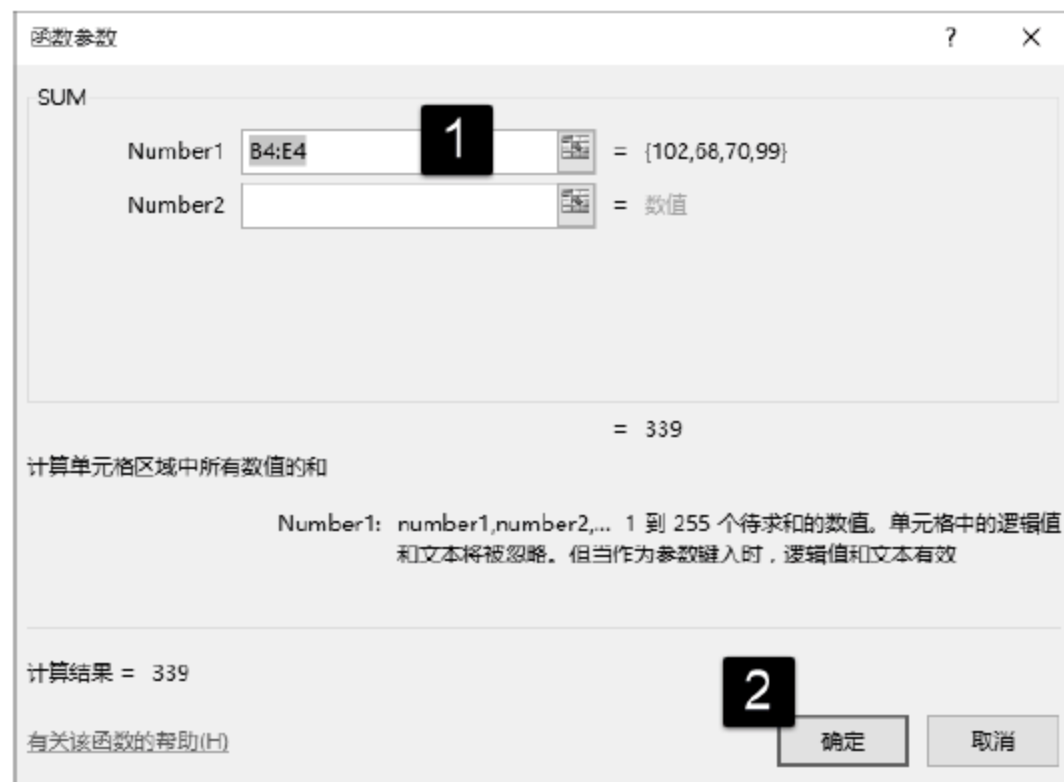 函数参数 ? ×
SUM
Number1 B4:E4 1 = {102,68,70,99}
Number2 = 数值
= 339
计算单元格区域中所有数值的和
Number1: number1,number2,... 1 到 255 个待求和的数值。单元格中的逻辑值
和文本将被忽略。但当作为参数键入时，逻辑值和文本有效
计算结果 = 339
2
有关该函数的帮助(H) 确定 取消